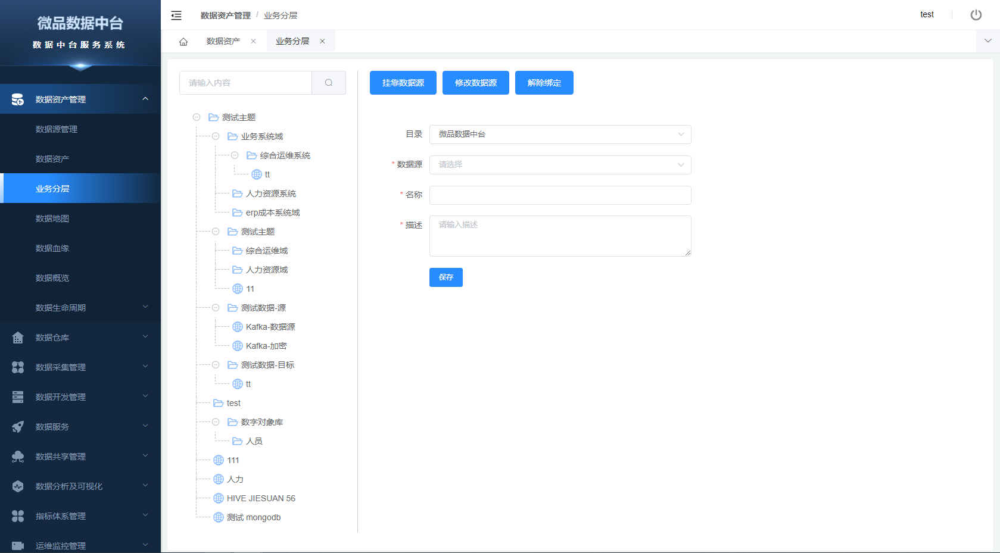 微品数据中台
数据中台服务系统
数据资产管理
数据源管理
数据资产
业务分层
数据地图
数据血缘
数据概览
数据生命周期
数据仓库
数据采集管理
数据开发管理
数据服务
数据共享管理
数据分析及可视化
指标体系管理
运维监控管理
数据资产管理 / 业务分层
test
数据资产
业务分层
请输入内容
测试主题
业务系统域
综合运维系统
tt
人力资源系统
erp成本系统域
测试主题
综合运维域
人力资源域
11
测试数据-源
Kafka-数据源
Kafka-加密
测试数据-目标
tt
test
数字对象库
人员
111
人力
HIVE JIESUAN 56
测试 mongodb
挂靠数据源 修改数据源 解除绑定
目录 微品数据中台
* 数据源 请选择
* 名称
* 描述 请输入描述
保存